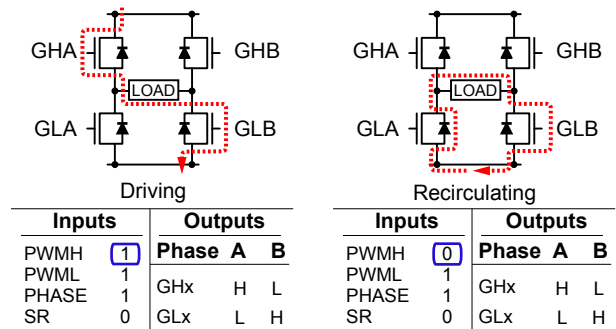 GHA GHB
LOAD
GLA GLB
Driving
Inputs Outputs
PWMH 1 Phase A B
PWML 1
PHASE 1 GHx H L
SR 0 GLx L H
GHA GHB
LOAD
GLA GLB
Recirculating
Inputs Outputs
PWMH 0 Phase A B
PWML 1
PHASE 1 GHx H L
SR 0 GLx L H